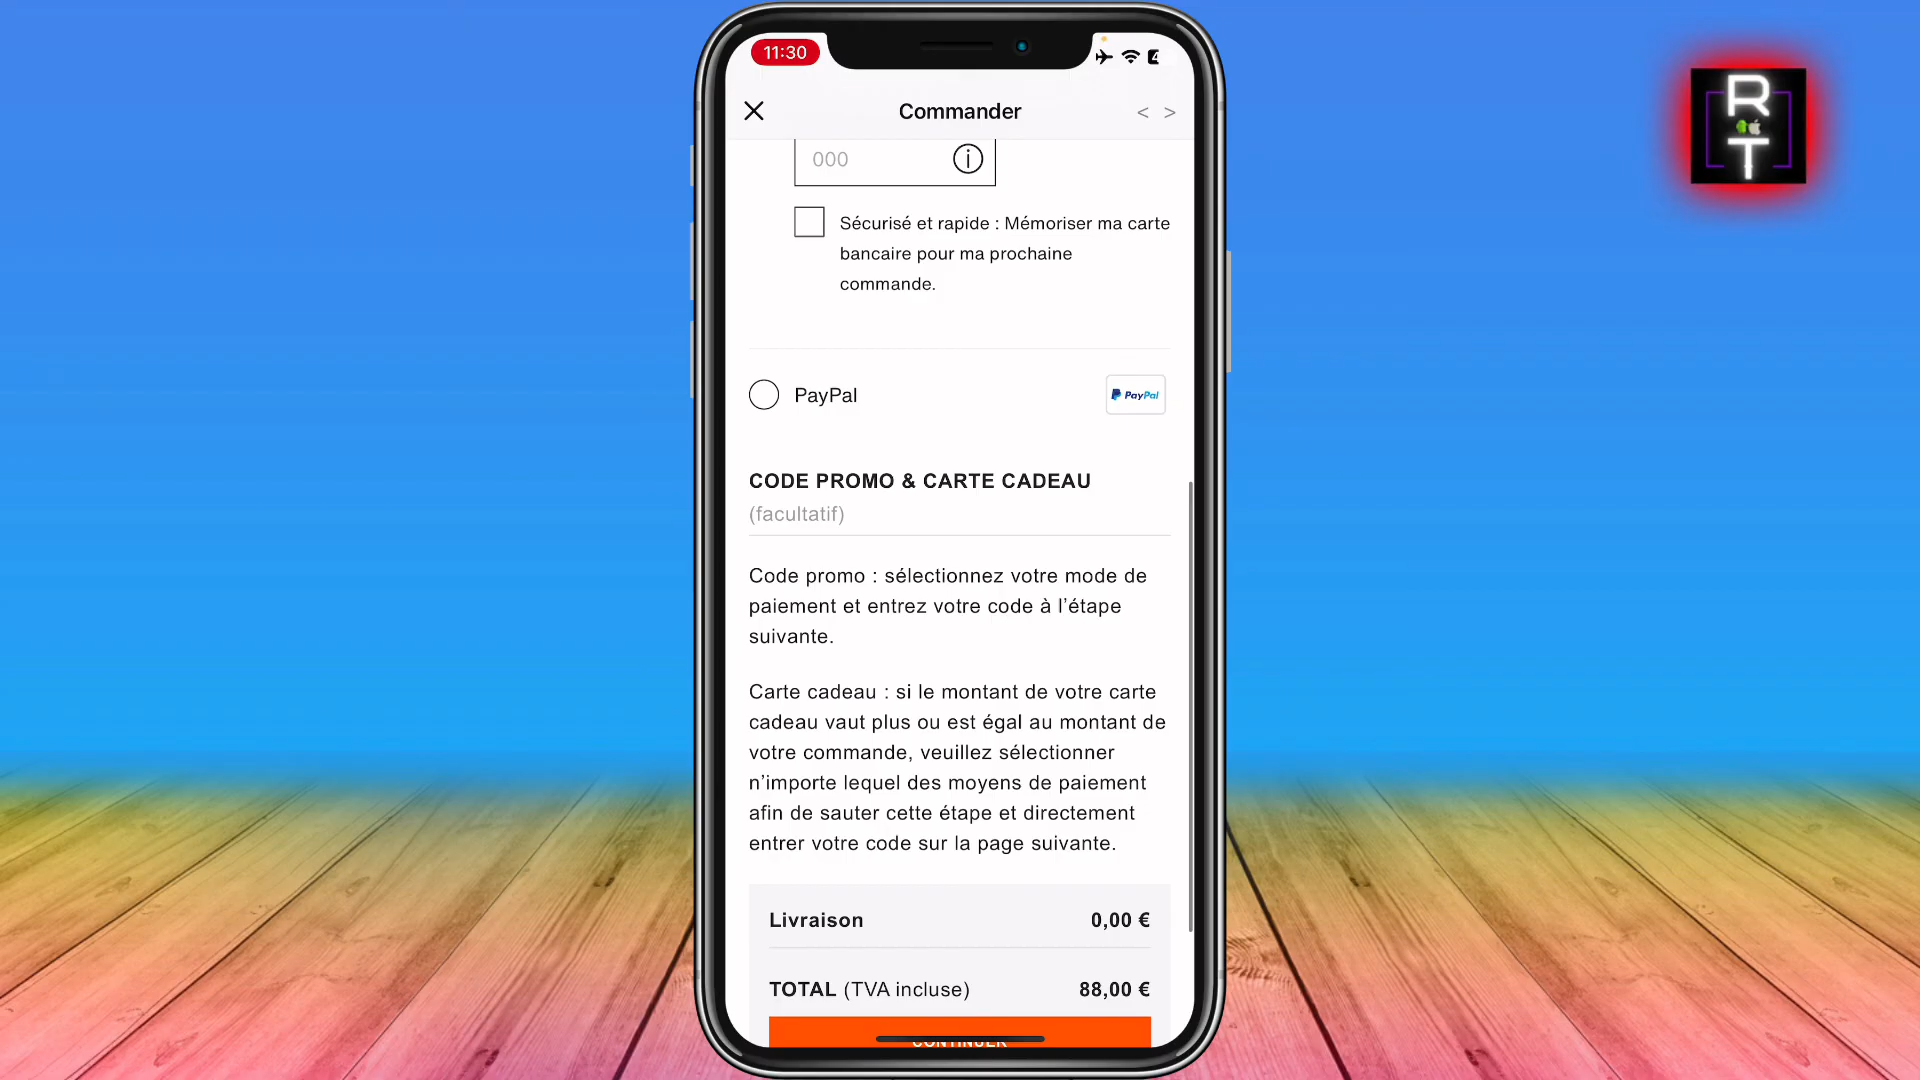 11:30
Commander
< >
000
Sécurisé et rapide : Mémoriser ma carte
bancaire pour ma prochaine
commande.
PayPal
PayPal
CODE PROMO & CARTE CADEAU
(facultatif)
Code promo : sélectionnez votre mode de
paiement et entrez votre code à l’étape
suivante.
Carte cadeau : si le montant de votre carte
cadeau vaut plus ou est égal au montant de
votre commande, veuillez sélectionner
n’importe lequel des moyens de paiement
afin de sauter cette étape et directement
entrer votre code sur la page suivante.
Livraison 0,00 €
TOTAL (TVA incluse) 88,00 €
CONTINUER
R
T